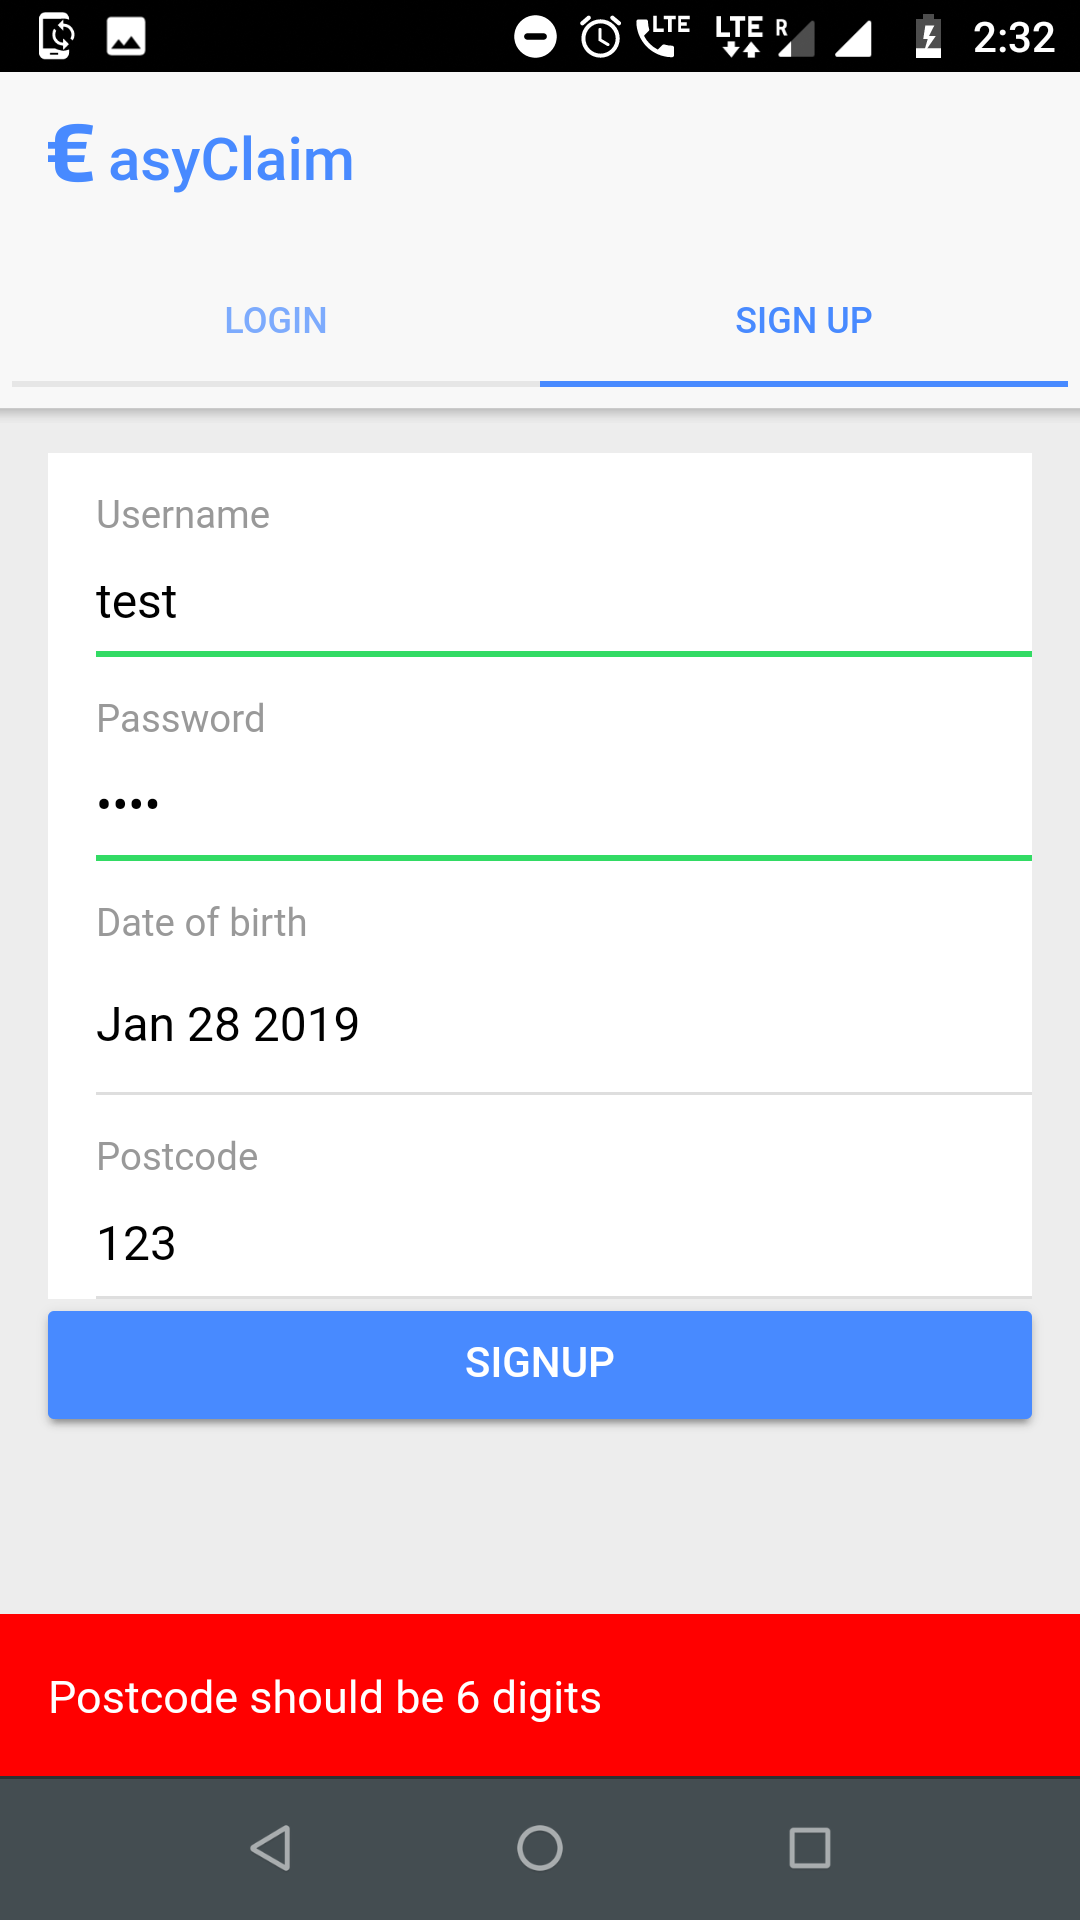 LTE LTE R 2:32
€ asyClaim
LOGIN SIGN UP
Username
test
Password
••••
Date of birth
Jan 28 2019
Postcode
123
SIGNUP
Postcode should be 6 digits